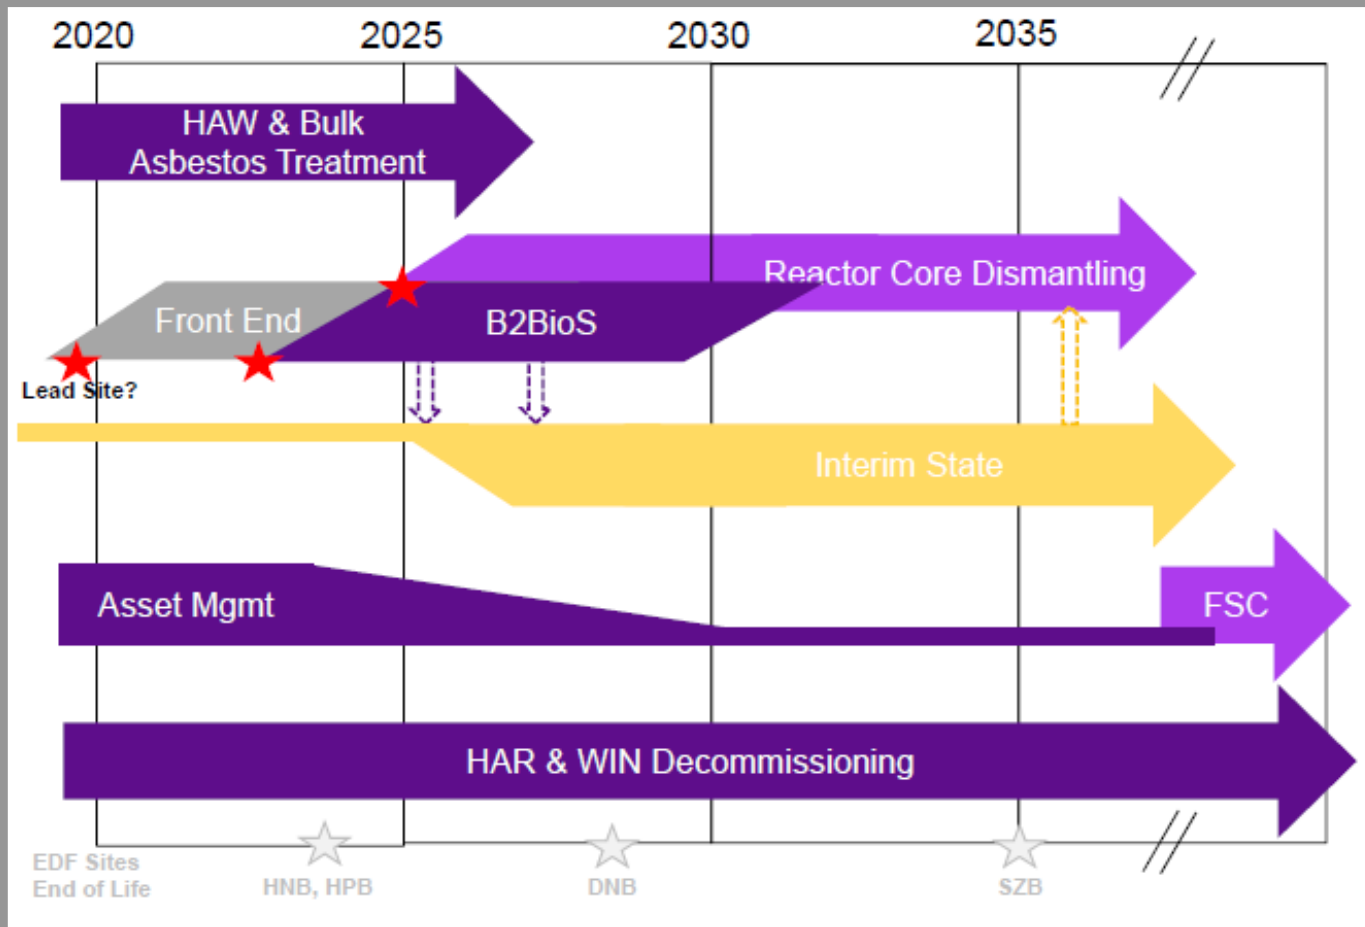 2020 2025 2030 2035
HAW & Bulk
Asbestos Treatment
Reactor Core Dismantling
Front End
B2BioS
Lead Site?
Interim State
Asset Mgmt
FSC
HAR & WIN Decommissioning
EDF Sites
End of Life
HNB, HPB
DNB
SZB